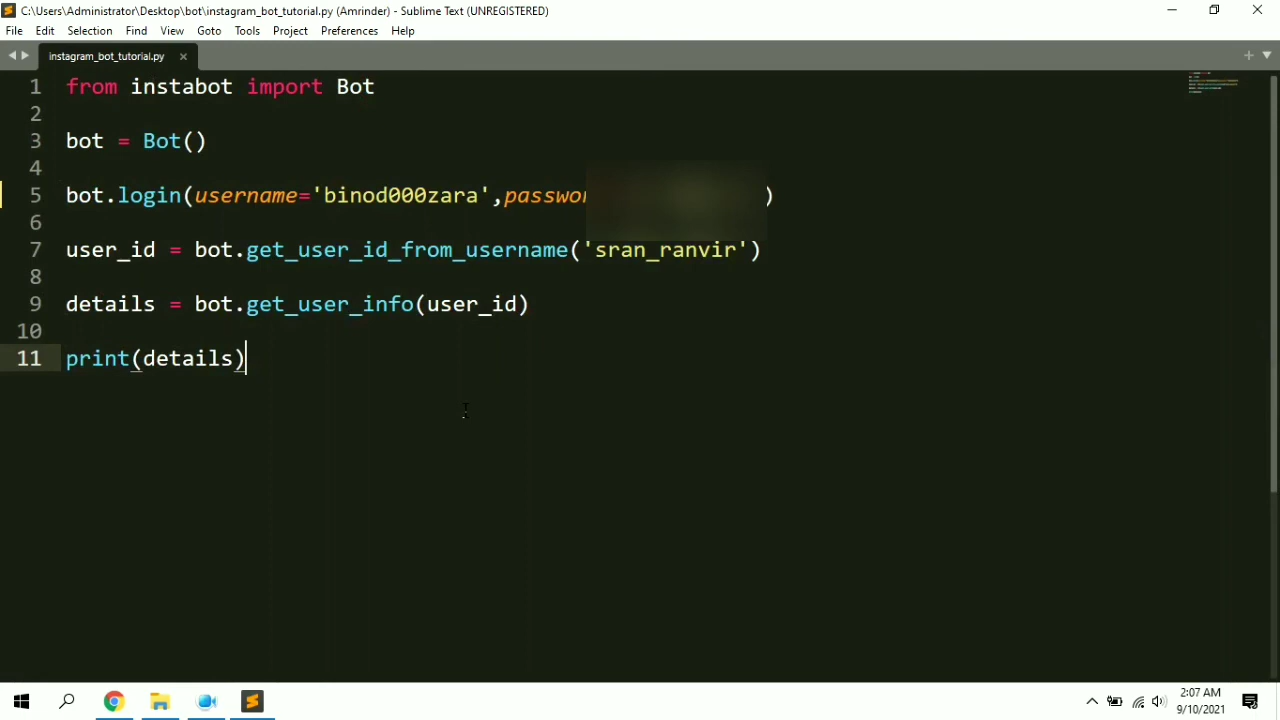 C:\Users\Administrator\Desktop\bot\instagram_bot_tutorial.py (Amrinder) - Sublime Text (UNREGISTERED)
File Edit Selection Find View Goto Tools Project Preferences Help
instagram_bot_tutorial.py
1 from instabot import Bot
2
3 bot = Bot()
4
5 bot.login(username='binod000zara',passwor )
6
7 user_id = bot.get_user_id_from_username('sran_ranvir')
8
9 details = bot.get_user_info(user_id)
10
11 print(details)
2:07 AM
9/10/2021